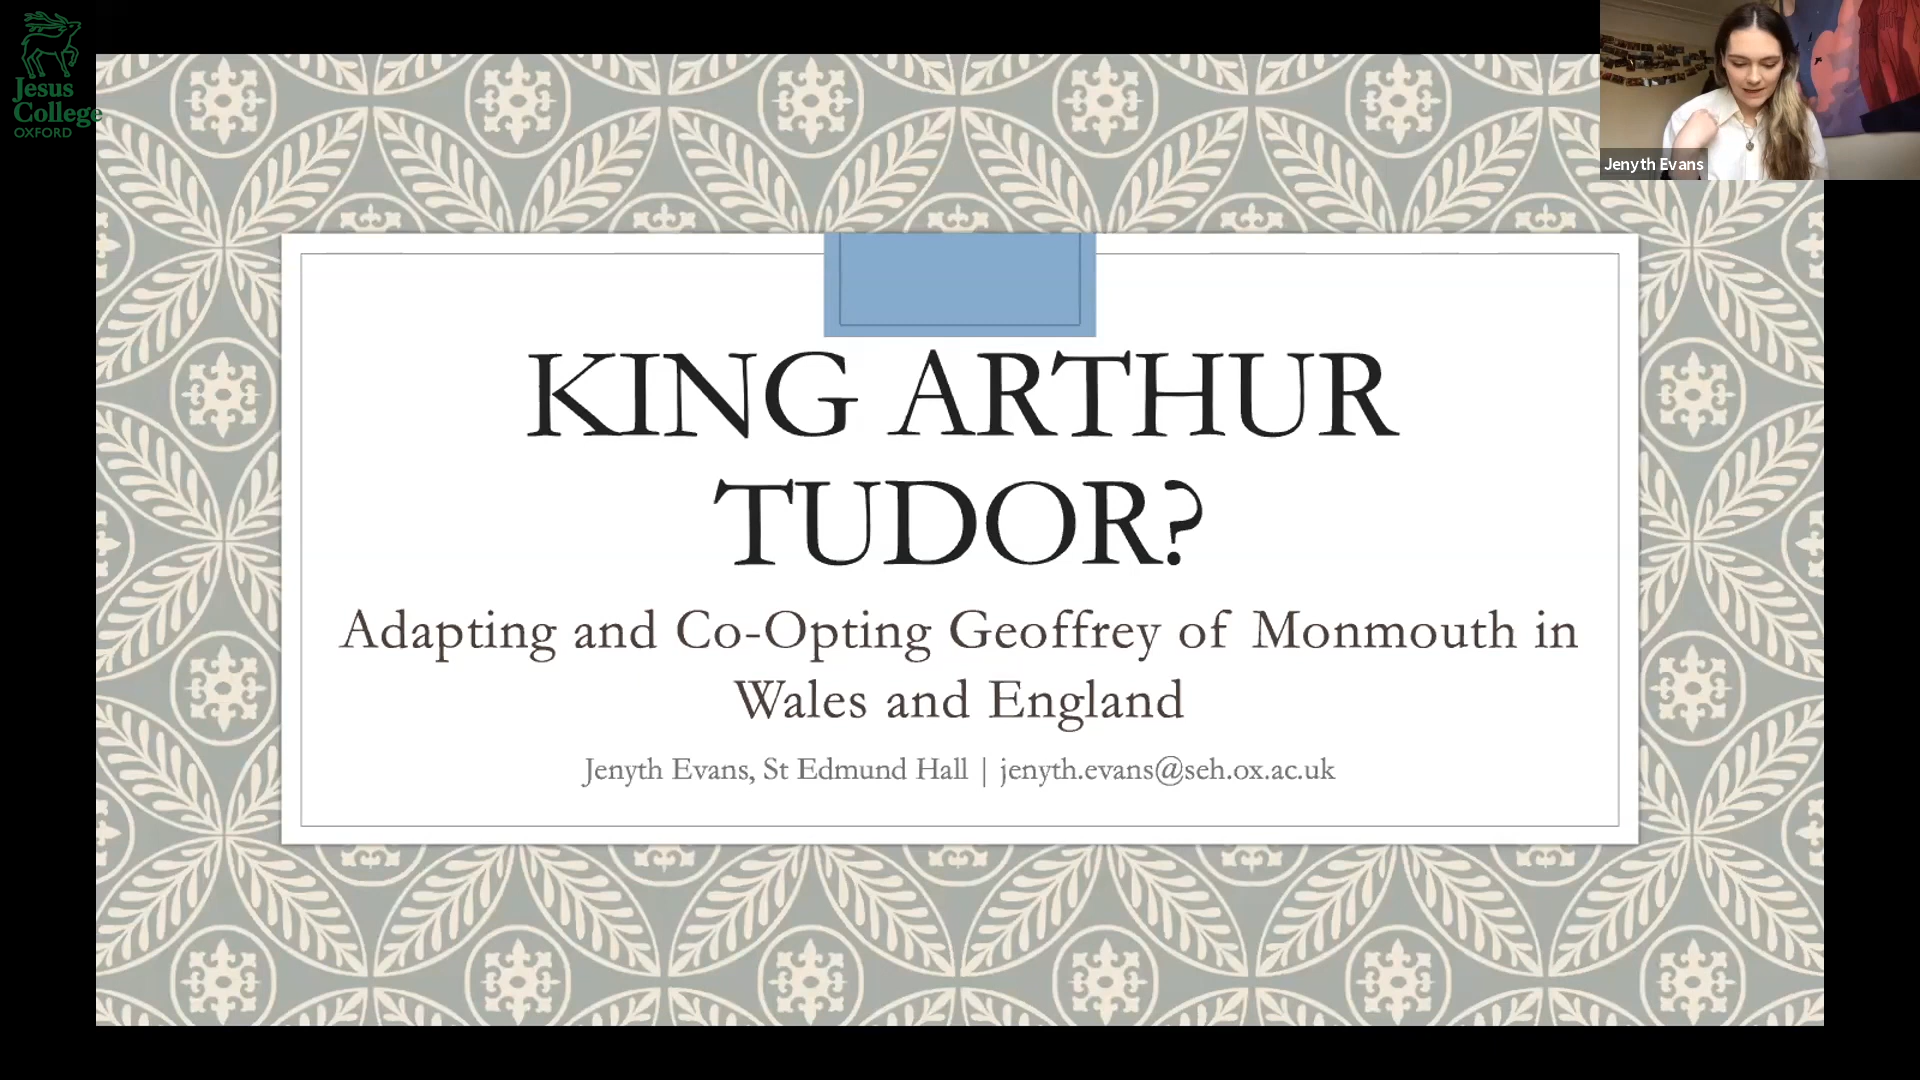 Jesus
College
OXFORD
Jenyth Evans
KING ARTHUR
TUDOR?
Adapting and Co-Opting Geoffrey of Monmouth in
Wales and England
Jenyth Evans, St Edmund Hall | jenyth.evans@seh.ox.ac.uk